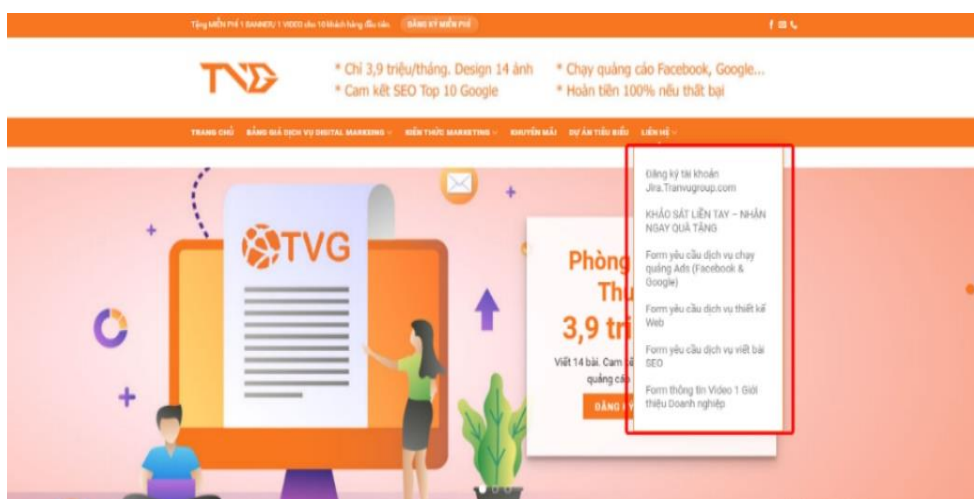 Tặng MIỄN PHÍ 1 BANNER/ 1 VIDEO cho 10 khách hàng đầu tiên ĐĂNG KÝ MIỄN PHÍ
TVG
* Chỉ 3,9 triệu/tháng. Design 14 ảnh
* Cam kết SEO Top 10 Google
* Chạy quảng cáo Facebook, Google...
* Hoàn tiền 100% nếu thất bại
TRANG CHỦ BẢNG GIÁ DỊCH VỤ DIGITAL MARKEING KIẾN THỨC MARKETING KHUYẾN MÃI DỰ ÁN TIÊU BIỂU LIÊN HỆ
TVG
Phòng
Thu
3,9 tri
Viết 14 bài. Cam kê
quảng cáo
ĐĂNG KÝ
Đăng ký tài khoản
Jira.Tranvugroup.com
KHẢO SÁT LIỀN TAY – NHẬN
NGAY QUÀ TẶNG
Form yêu cầu dịch vụ chạy
quảng Ads (Facebook &
Google)
Form yêu cầu dịch vụ thiết kế
Web
Form yêu cầu dịch vụ viết bài
SEO
Form thông tin Video 1 Giới
thiệu Doanh nghiệp